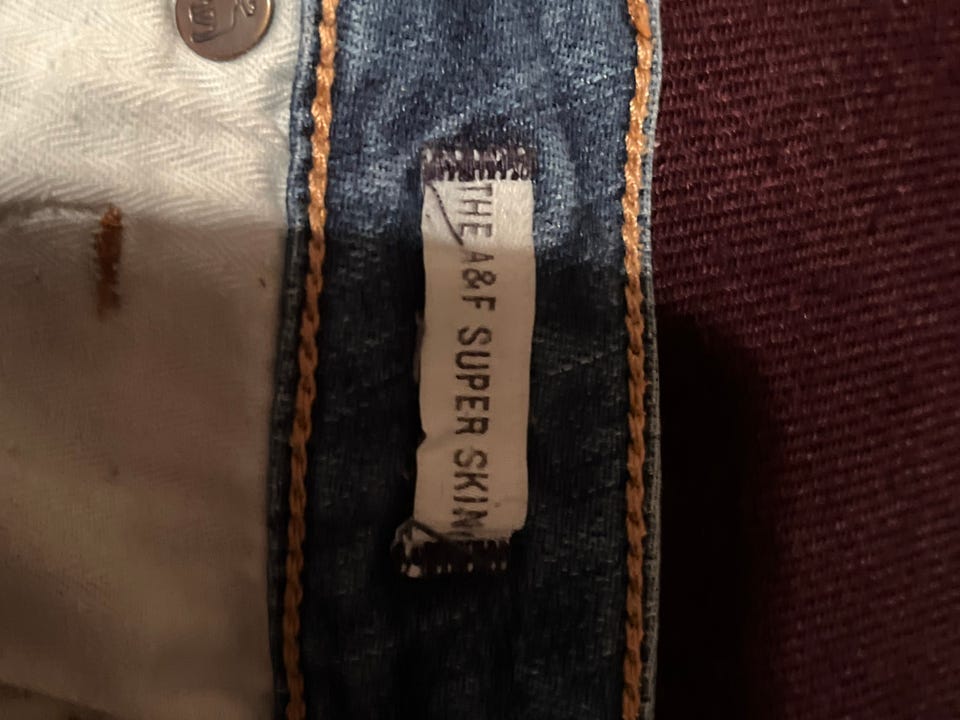 THE A&F SUPER SKIN